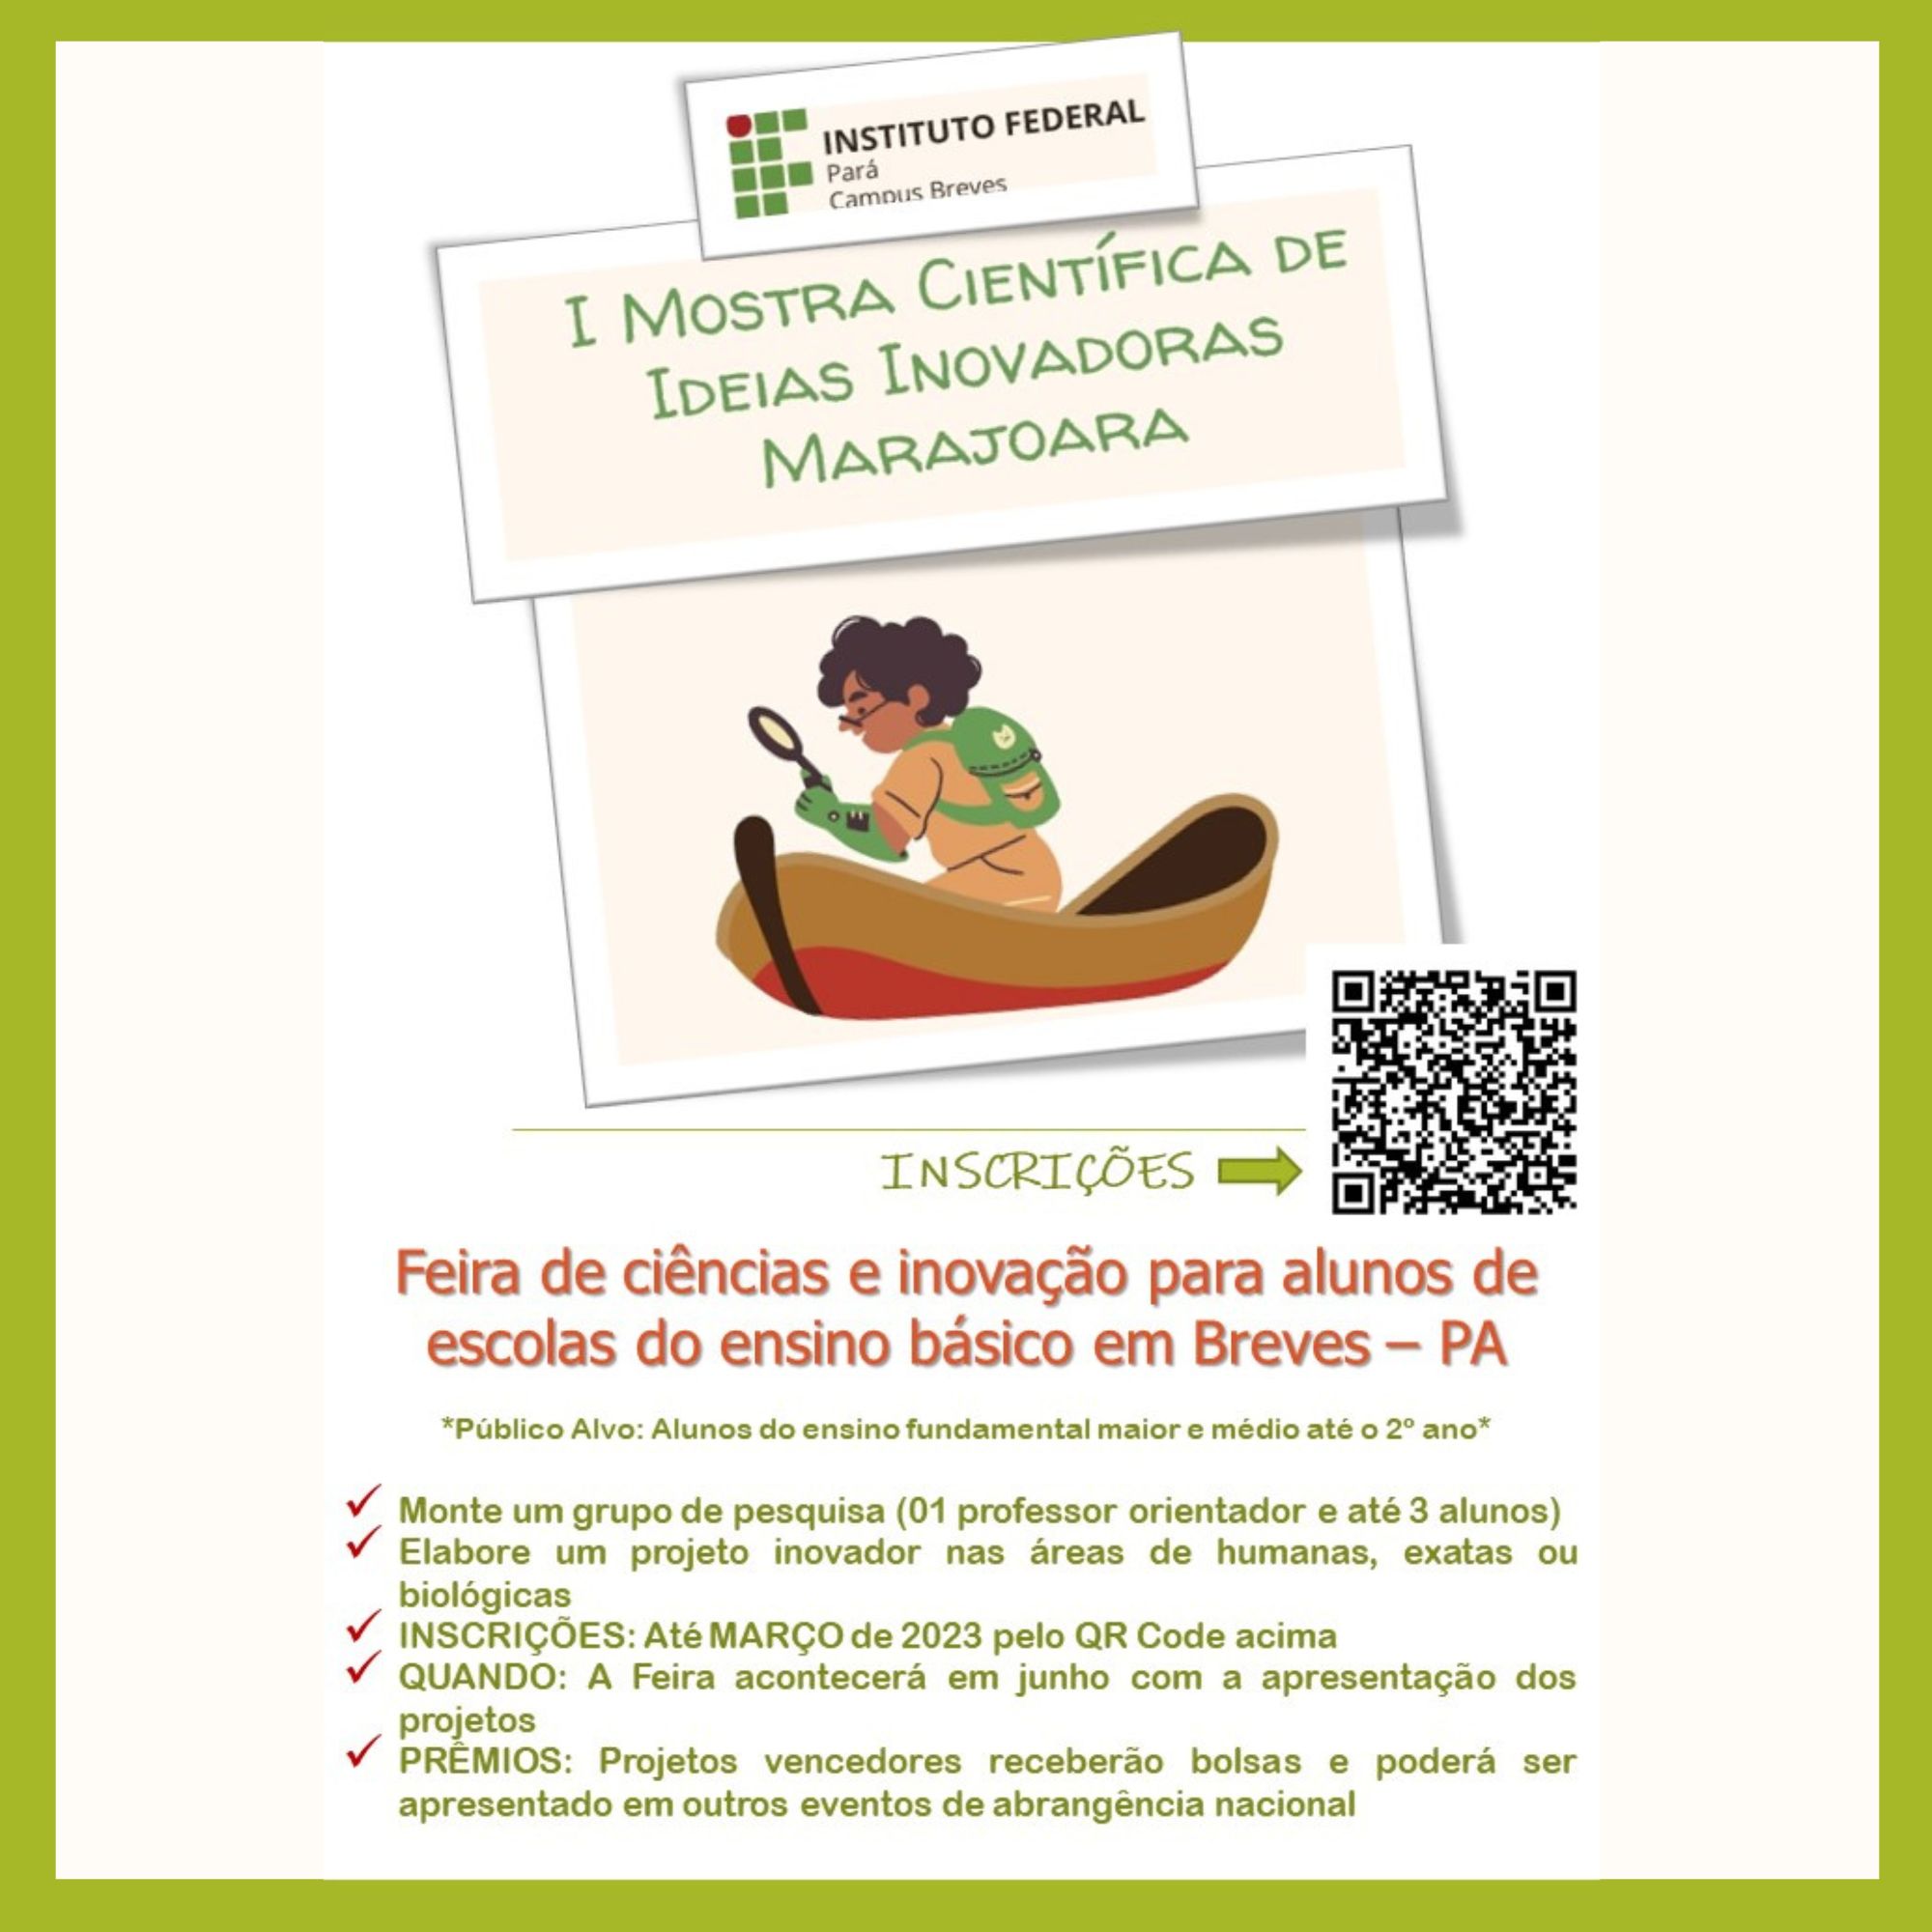 INSTITUTO FEDERAL
Pará
Campus Breves
I MOSTRA CIENTÍFICA DE
IDEIAS INOVADORAS
MARAJOARA
INSCRIÇÕES
Feira de ciências e inovação para alunos de
escolas do ensino básico em Breves – PA
*Público Alvo: Alunos do ensino fundamental maior e médio até o 2º ano*
Monte um grupo de pesquisa (01 professor orientador e até 3 alunos)
Elabore um projeto inovador nas áreas de humanas, exatas ou
biológicas
INSCRIÇÕES: Até MARÇO de 2023 pelo QR Code acima
QUANDO: A Feira acontecerá em junho com a apresentação dos
projetos
PRÊMIOS: Projetos vencedores receberão bolsas e poderá ser
apresentado em outros eventos de abrangência nacional